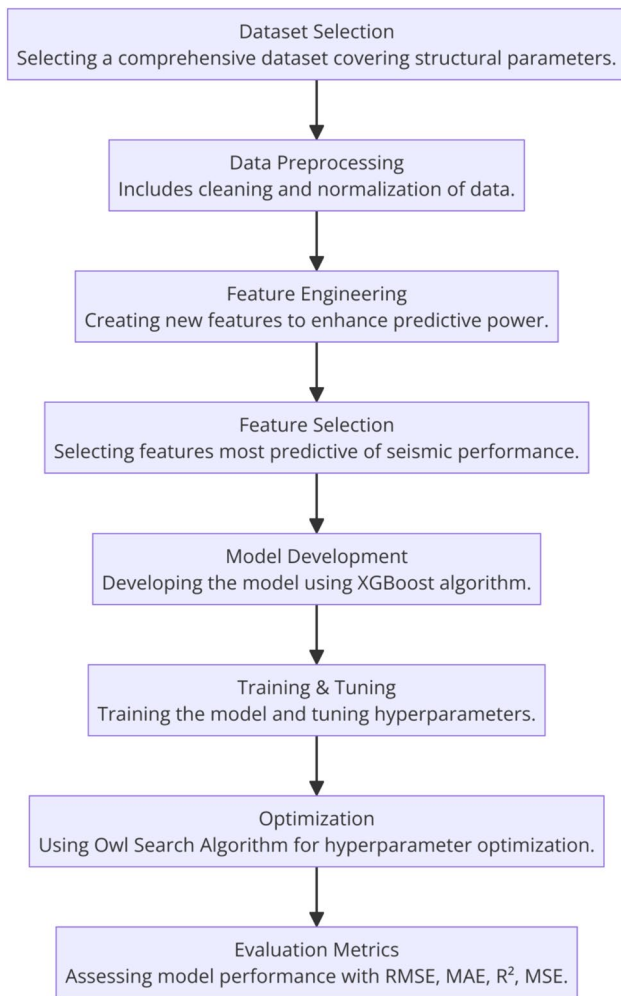 Dataset Selection
Selecting a comprehensive dataset covering structural parameters.
Data Preprocessing
Includes cleaning and normalization of data.
Feature Engineering
Creating new features to enhance predictive power.
Feature Selection
Selecting features most predictive of seismic performance.
Model Development
Developing the model using XGBoost algorithm.
Training & Tuning
Training the model and tuning hyperparameters.
Optimization
Using Owl Search Algorithm for hyperparameter optimization.
Evaluation Metrics
Assessing model performance with RMSE, MAE, R², MSE.